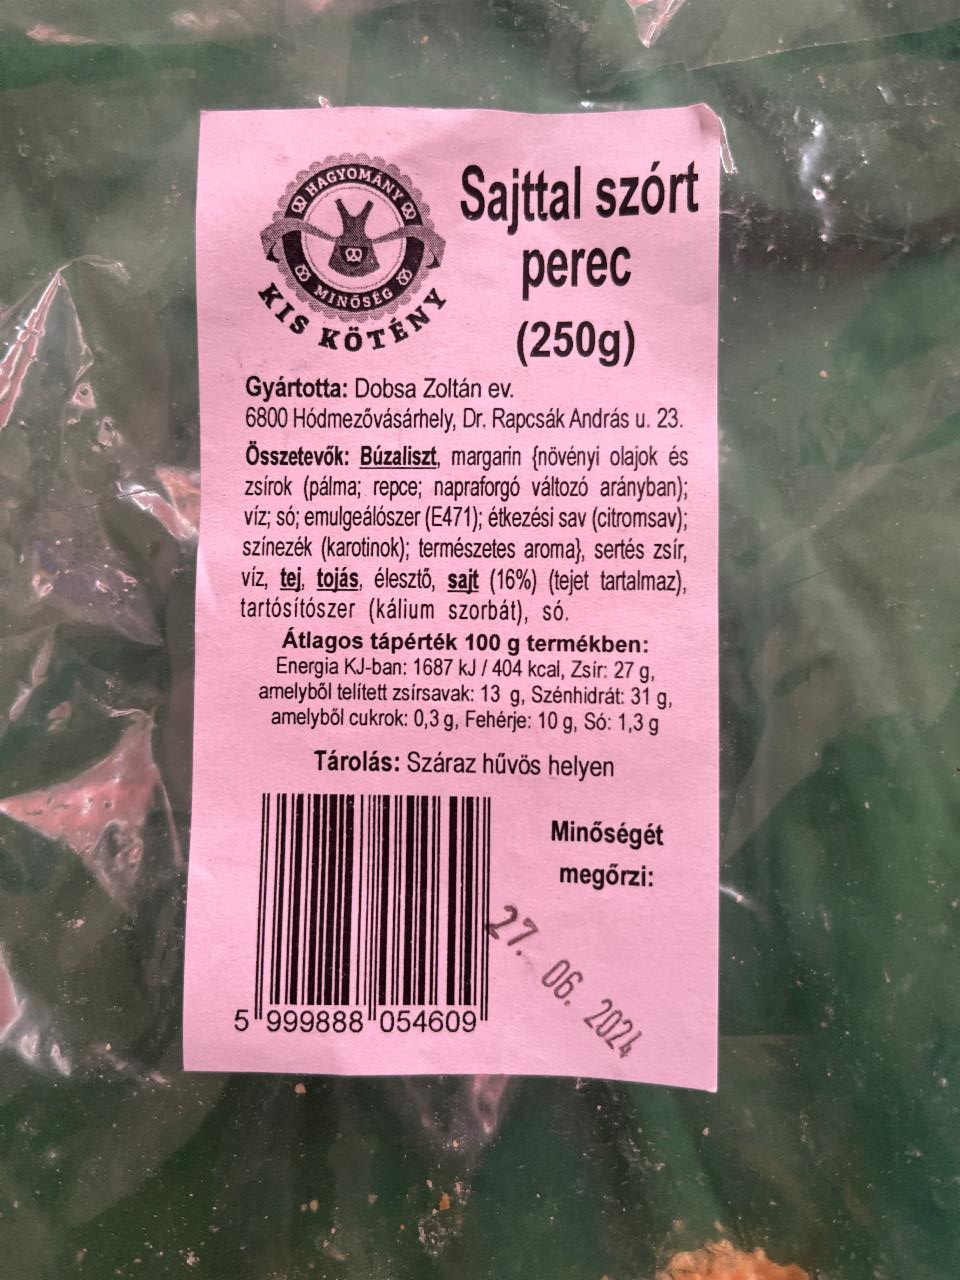 HAGYOMÁNY
MINŐSÉG
KIS KÖTÉNY
Sajttal szórt
perec
(250g)
Gyártotta: Dobsa Zoltán ev.
6800 Hódmezővásárhely, Dr. Rapcsák András u. 23.
Összetevők: Búzaliszt, margarin {növényi olajok és
zsírok (pálma; repce; napraforgó változó arányban);
víz; só; emulgeálószer (E471); étkezési sav (citromsav);
színezék (karotinok); természetes aroma}, sertés zsír,
víz, tej, tojás, élesztő, sajt (16%) (tejet tartalmaz),
tartósítószer (kálium szorbát), só.
Átlagos tápérték 100 g termékben:
Energia KJ-ban: 1687 kJ / 404 kcal, Zsír: 27 g,
amelyből telített zsírsavak: 13 g, Szénhidrát: 31 g,
amelyből cukrok: 0,3 g, Fehérje: 10 g, Só: 1,3 g
Tárolás: Száraz hűvös helyen
Minőségét
megőrzi:
27. 06. 2024
5 999888 054609